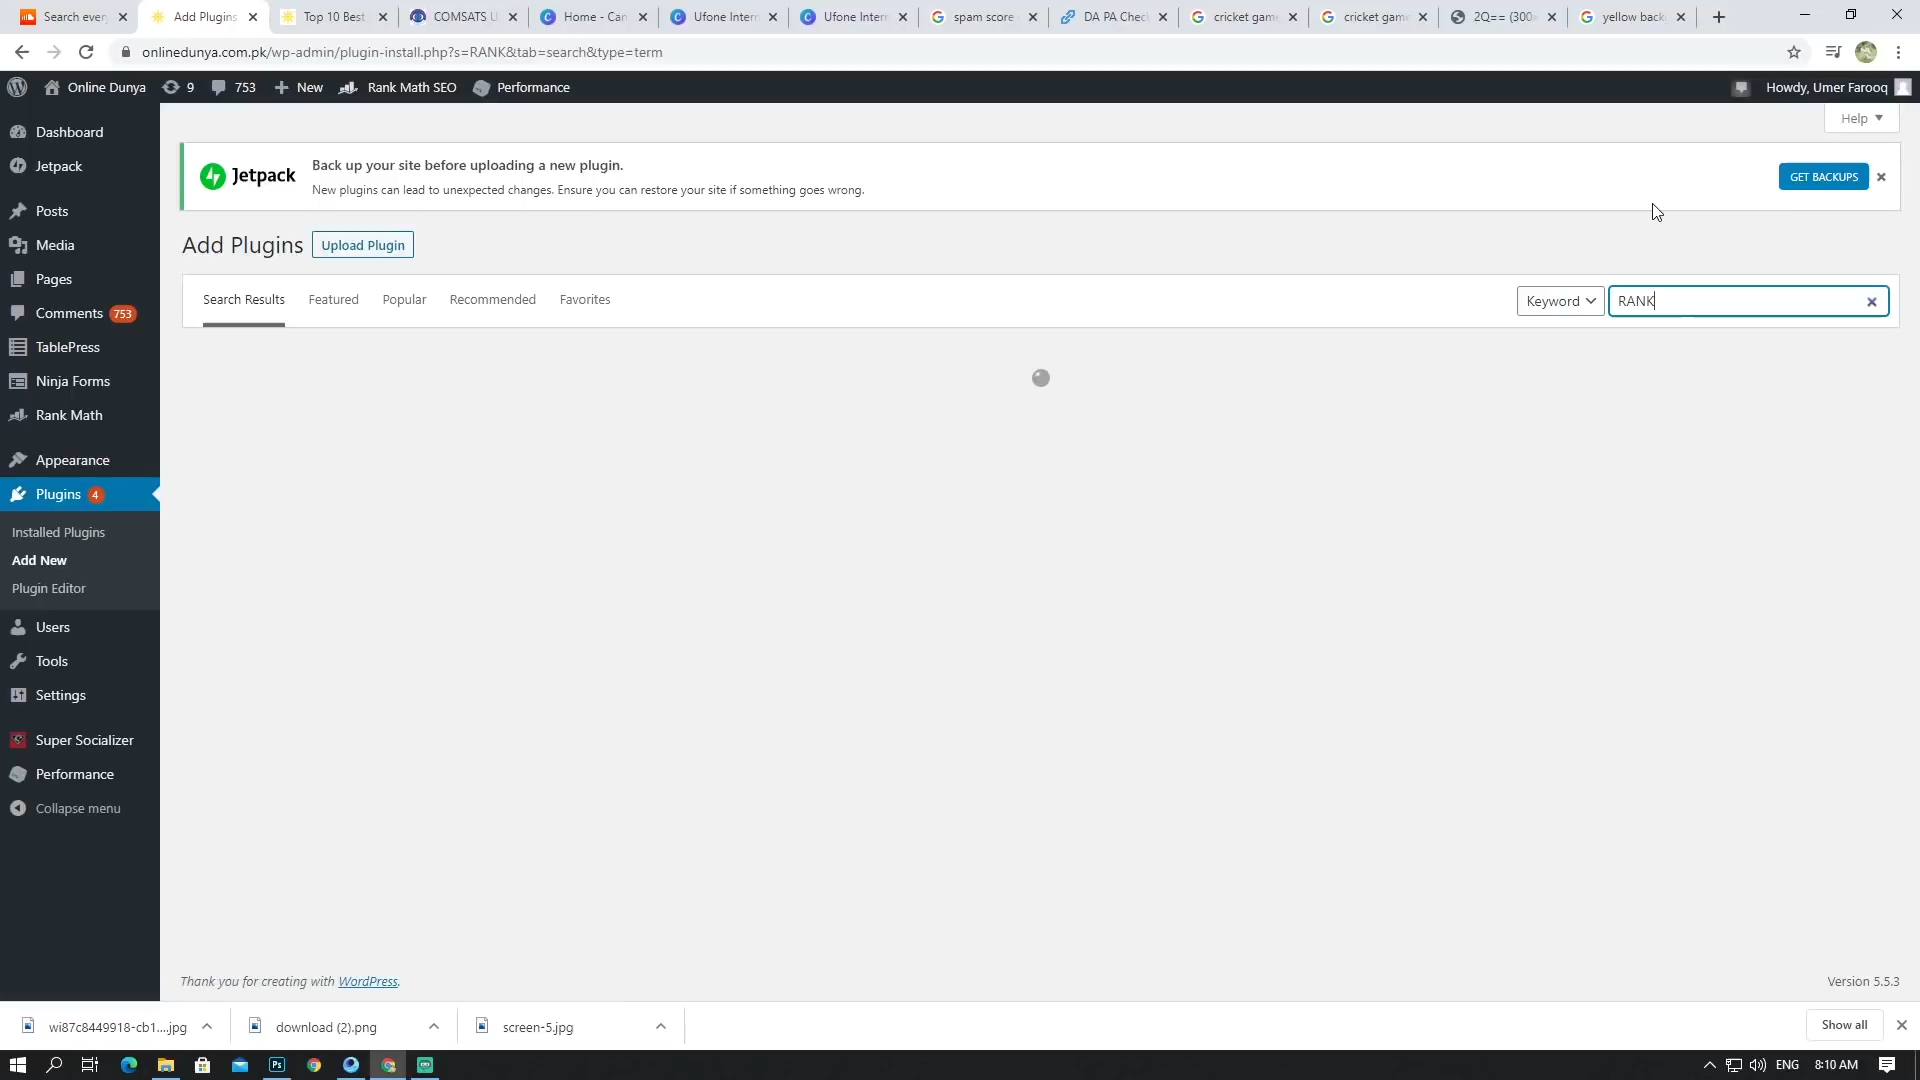 Search every
Add Plugins
Top 10 Best
COMSATS U
Home - Can
Ufone Intern
Ufone Intern
spam score
DA PA Chec
cricket game
cricket game
2Q== (300×
yellow back
onlinedunya.com.pk/wp-admin/plugin-install.php?s=RANK&tab=search&type=term
Online Dunya
9
753
New
Rank Math SEO
Performance
Howdy, Umer Farooq
Help
Dashboard
Jetpack
Posts
Media
Pages
Comments 753
TablePress
Ninja Forms
Rank Math
Appearance
Plugins 4
Installed Plugins
Add New
Plugin Editor
Users
Tools
Settings
Super Socializer
Performance
Collapse menu
Jetpack
Back up your site before uploading a new plugin.
New plugins can lead to unexpected changes. Ensure you can restore your site if something goes wrong.
GET BACKUPS
Add Plugins
Upload Plugin
Search Results
Featured
Popular
Recommended
Favorites
Keyword
RANK
Thank you for creating with WordPress.
Version 5.5.3
wi87c8449918-cb1....jpg
download (2).png
screen-5.jpg
Show all
Ps
ENG
8:10 AM